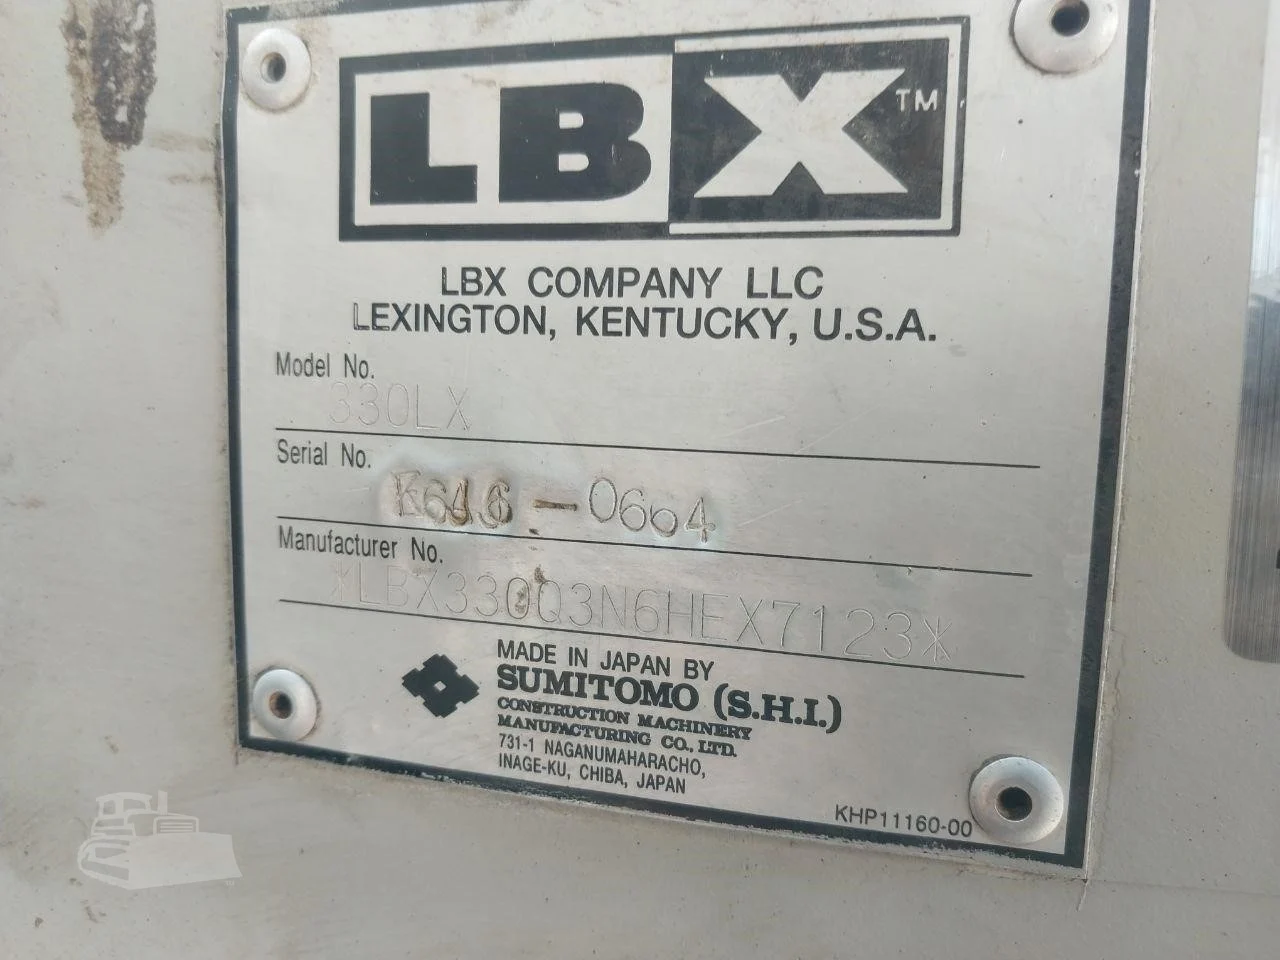 LBX™
LBX COMPANY LLC
LEXINGTON, KENTUCKY, U.S.A.
Model No.
330LX
Serial No.
-0664
Manufacturer No.
*LBX330Q3N6HEX7123*
MADE IN JAPAN BY
SUMITOMO (S.H.I.)
CONSTRUCTION MACHINERY
MANUFACTURING CO., LTD.
731-1 NAGANUMAHARACHO,
INAGE-KU, CHIBA, JAPAN
KHP11160-00